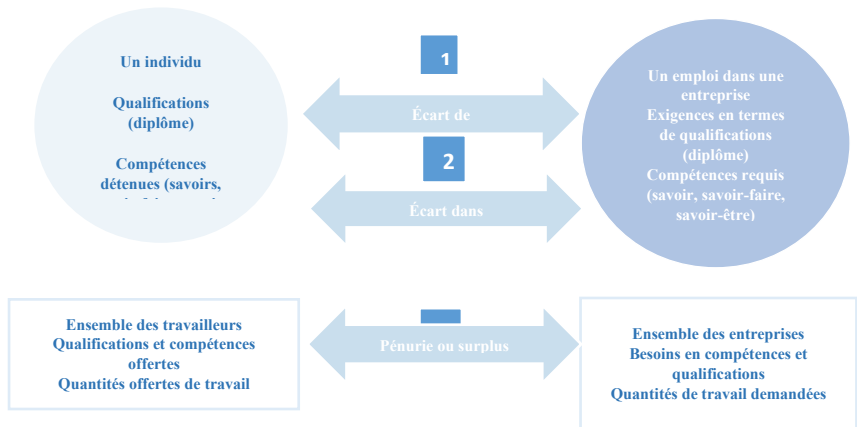 Un individu
Qualifications
(diplôme)
Compétences
détenues (savoirs,
1
Écart de
2
Écart dans
Un emploi dans une
entreprise
Exigences en termes
de qualifications
(diplôme)
Compétences requis
(savoir, savoir-faire,
savoir-être)
Ensemble des travailleurs
Qualifications et compétences
offertes
Quantités offertes de travail
Pénurie ou surplus
Ensemble des entreprises
Besoins en compétences et
qualifications
Quantités de travail demandées